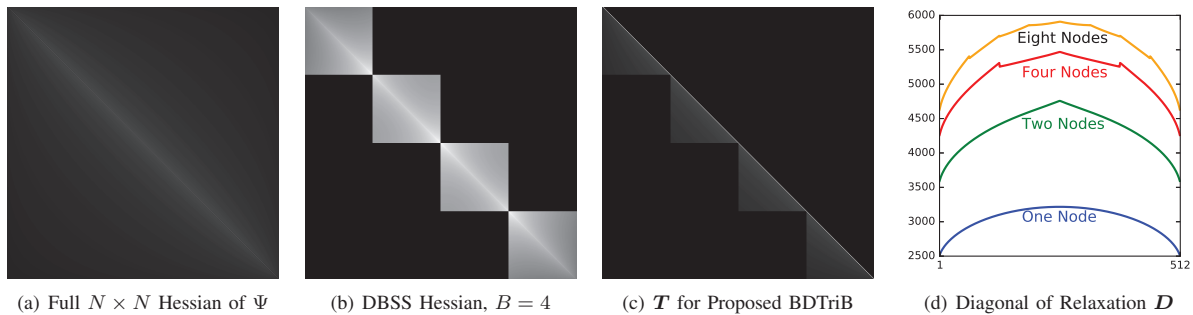 6000
5500
5000
4500
4000
3500
3000
2500
1
512
Eight Nodes
Four Nodes
Two Nodes
One Node
(a) Full N × N Hessian of Ψ
(b) DBSS Hessian, B = 4
(c) T for Proposed BDTriB
(d) Diagonal of Relaxation D